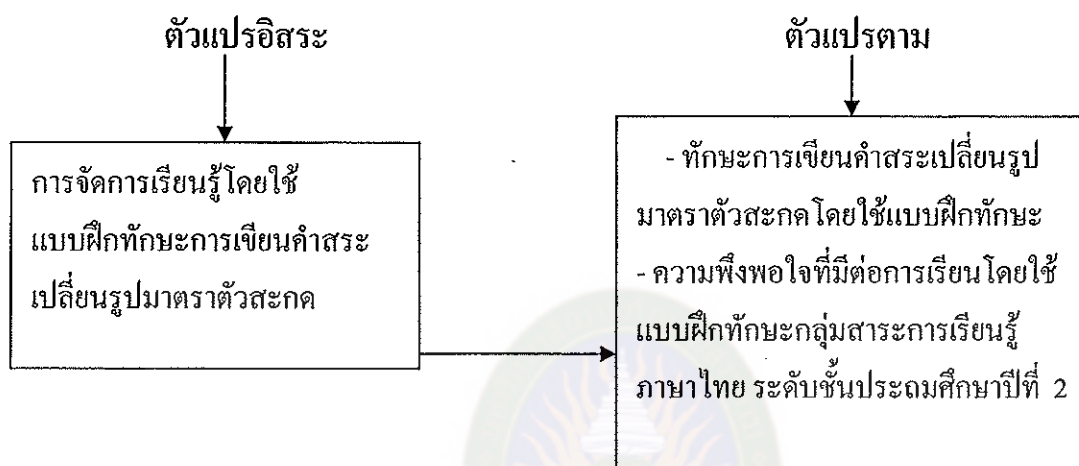 ตัวแปรอิสระ
การจัดการเรียนรู้โดยใช้
แบบฝึกทักษะการเขียนคำสระ
เปลี่ยนรูปมาตราตัวสะกด
ตัวแปรตาม
- ทักษะการเขียนคำสระเปลี่ยนรูป
มาตราตัวสะกดโดยใช้แบบฝึกทักษะ
- ความพึงพอใจที่มีต่อการเรียนโดยใช้
แบบฝึกทักษะกลุ่มสาระการเรียนรู้
ภาษาไทย ระดับชั้นประถมศึกษาปีที่ 2